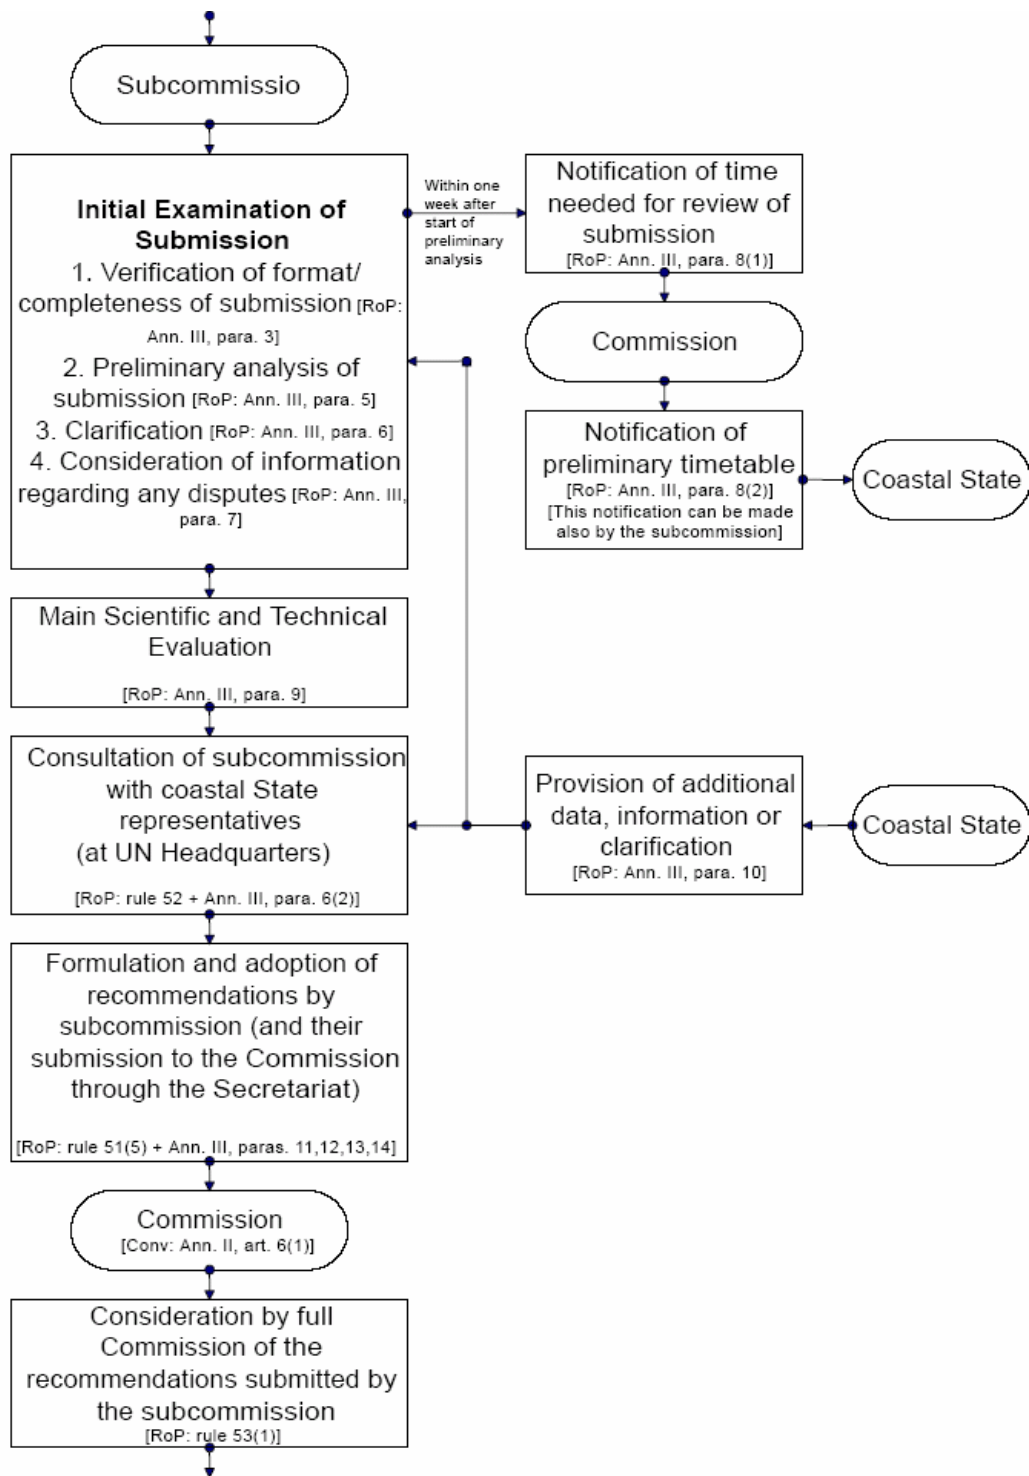 Subcommissio
Initial Examination of
Submission
1. Verification of format/
completeness of submission [RoP:
Ann. III, para. 3]
2. Preliminary analysis of
submission [RoP: Ann. III, para. 5]
3. Clarification [RoP: Ann. III, para. 6]
4. Consideration of information
regarding any disputes [RoP: Ann. III,
para. 7]
Within one
week after
start of
preliminary
analysis
Notification of time
needed for review of
submission
[RoP: Ann. III, para. 8(1)]
Commission
Notification of
preliminary timetable
[RoP: Ann. III, para. 8(2)]
[This notification can be made
also by the subcommission]
Coastal State
Main Scientific and Technical
Evaluation
[RoP: Ann. III, para. 9]
Consultation of subcommission
with coastal State
representatives
(at UN Headquarters)
[RoP: rule 52 + Ann. III, para. 6(2)]
Provision of additional
data, information or
clarification
[RoP: Ann. III, para. 10]
Coastal State
Formulation and adoption of
recommendations by
subcommission (and their
submission to the Commission
through the Secretariat)
[RoP: rule 51(5) + Ann. III, paras. 11,12,13,14]
Commission
[Conv: Ann. II, art. 6(1)]
Consideration by full
Commission of the
recommendations submitted by
the subcommission
[RoP: rule 53(1)]